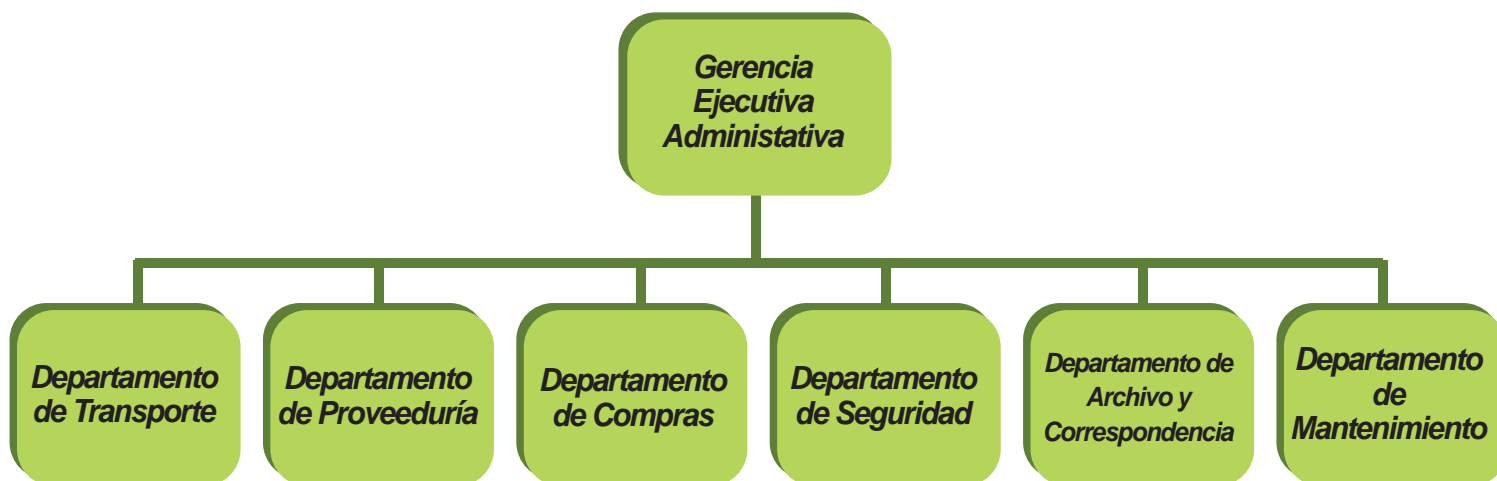 Gerencia
Ejecutiva
Administativa
Departamento
de Transporte
Departamento
de Proveeduría
Departamento
de Compras
Departamento
de Seguridad
Departamento de
Archivo y
Correspondencia
Departamento
de
Mantenimiento